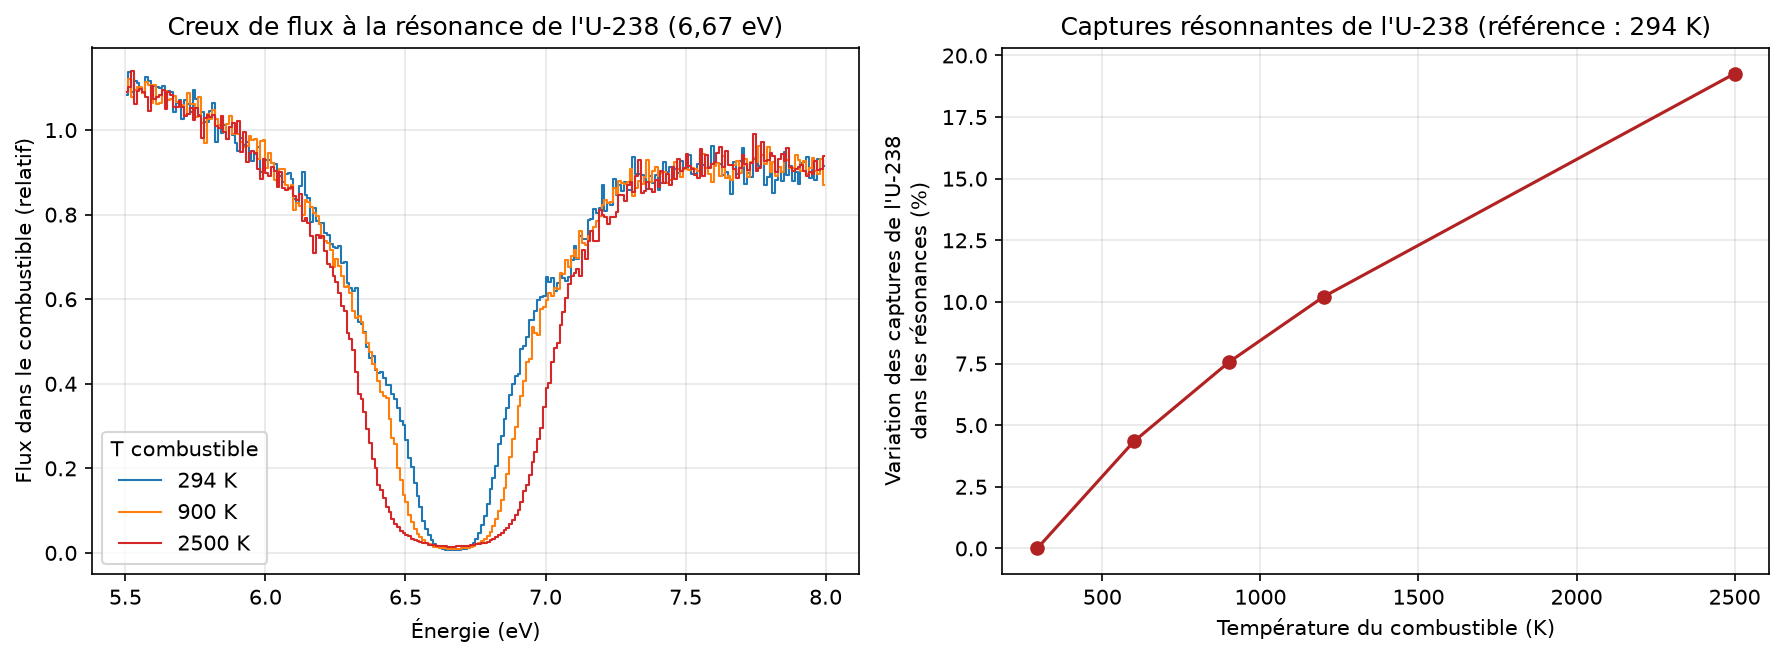 Creux de flux à la résonance de l'U-238 (6,67 eV)
Flux dans le combustible (relatif)
1.0
0.8
0.6
0.4
0.2
0.0
T combustible
294 K
900 K
2500 K
5.5 6.0 6.5 7.0 7.5 8.0
Énergie (eV)
Captures résonnantes de l'U-238 (référence : 294 K)
Variation des captures de l'U-238
dans les résonances (%)
20.0
17.5
15.0
12.5
10.0
7.5
5.0
2.5
0.0
500 1000 1500 2000 2500
Température du combustible (K)